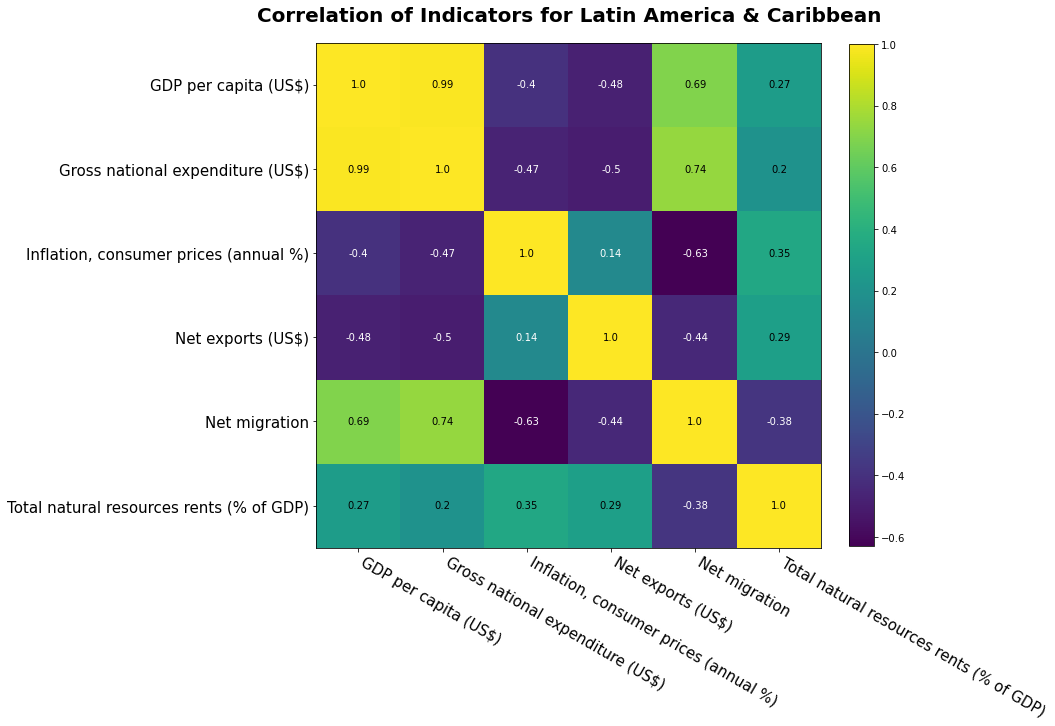 Correlation of Indicators for Latin America & Caribbean
GDP per capita (US$) 1.0 0.99 -0.4 -0.48 0.69 0.27
Gross national expenditure (US$) 0.99 1.0 -0.47 -0.5 0.74 0.2
Inflation, consumer prices (annual %) -0.4 -0.47 1.0 0.14 -0.63 0.35
Net exports (US$) -0.48 -0.5 0.14 1.0 -0.44 0.29
Net migration 0.69 0.74 -0.63 -0.44 1.0 -0.38
Total natural resources rents (% of GDP) 0.27 0.2 0.35 0.29 -0.38 1.0
GDP per capita (US$)
Gross national expenditure (US$)
Inflation, consumer prices (annual %)
Net exports (US$)
Net migration
Total natural resources rents (% of GDP)
1.0
0.8
0.6
0.4
0.2
0.0
−0.2
−0.4
−0.6